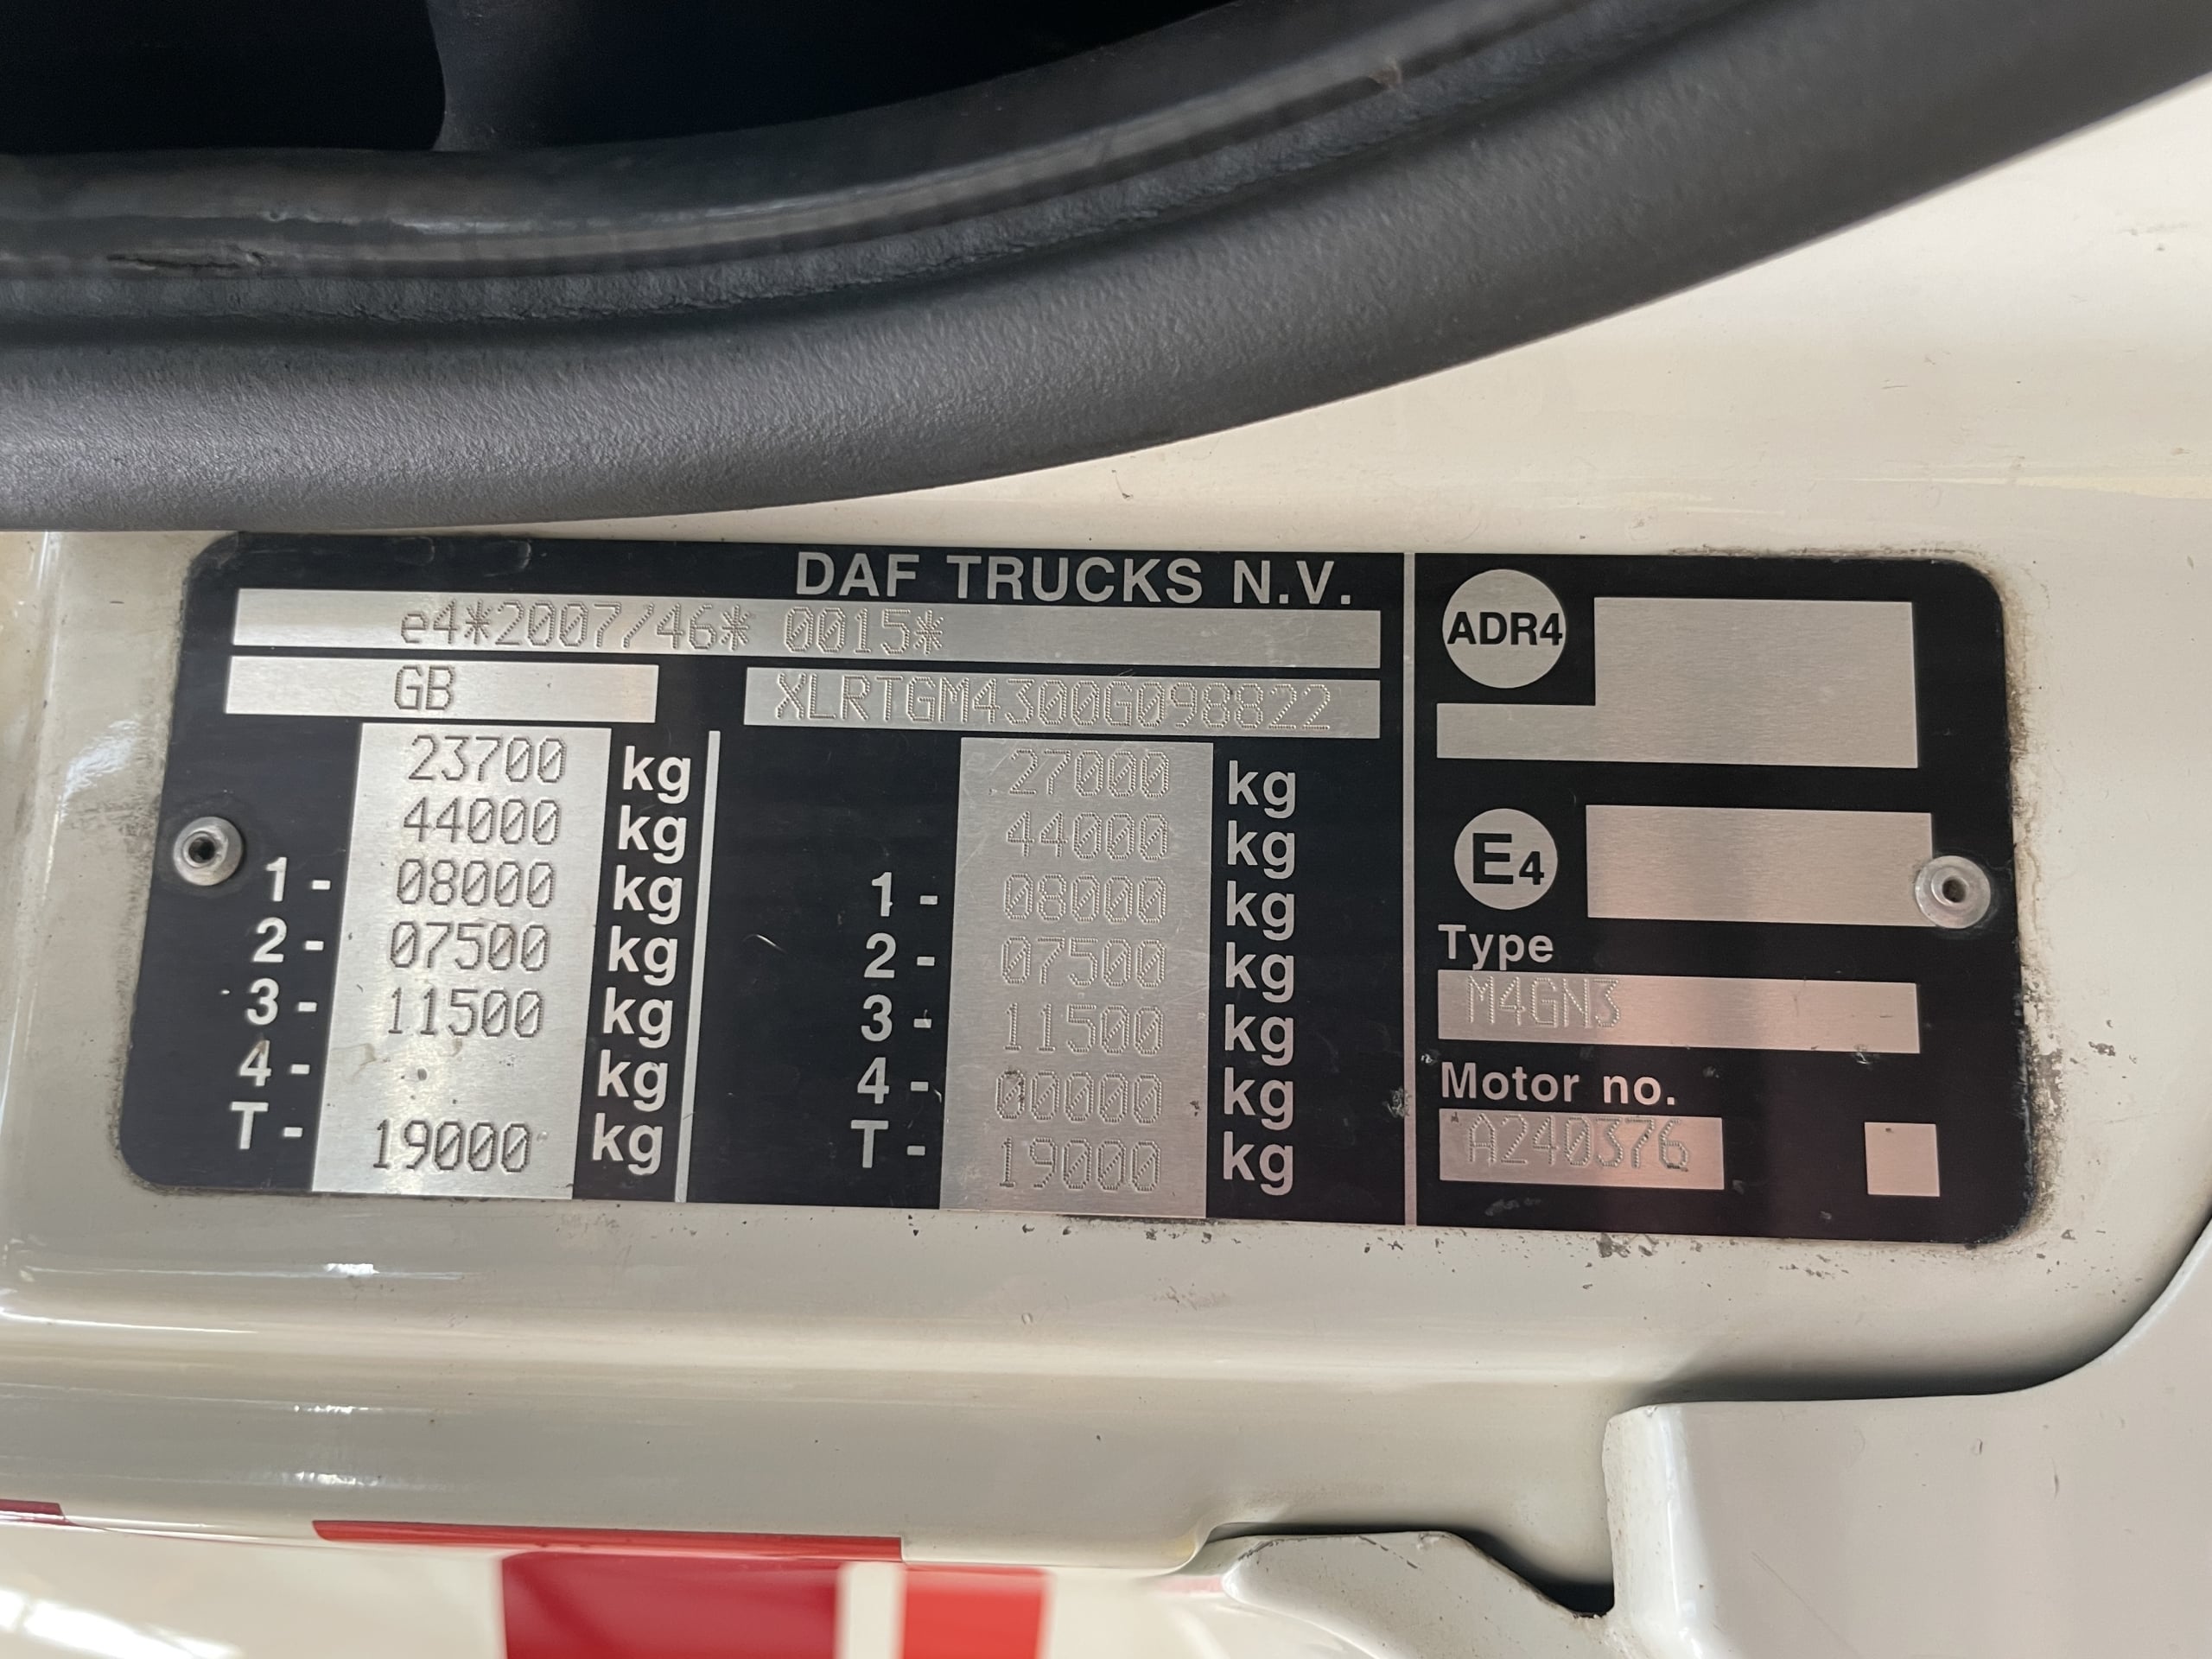 DAF TRUCKS N.V.
e4*2007/46* 0015*
GB XLRTGM4300G098822
23700 kg 27000 kg
44000 kg 44000 kg
1 - 08000 kg 1 - 08000 kg
2 - 07500 kg 2 - 07500 kg
3 - 11500 kg 3 - 11500 kg
4 - kg 4 - 00000 kg
T - 19000 kg T - 19000 kg
ADR4
E4
Type
M4GN3
Motor no.
A240376